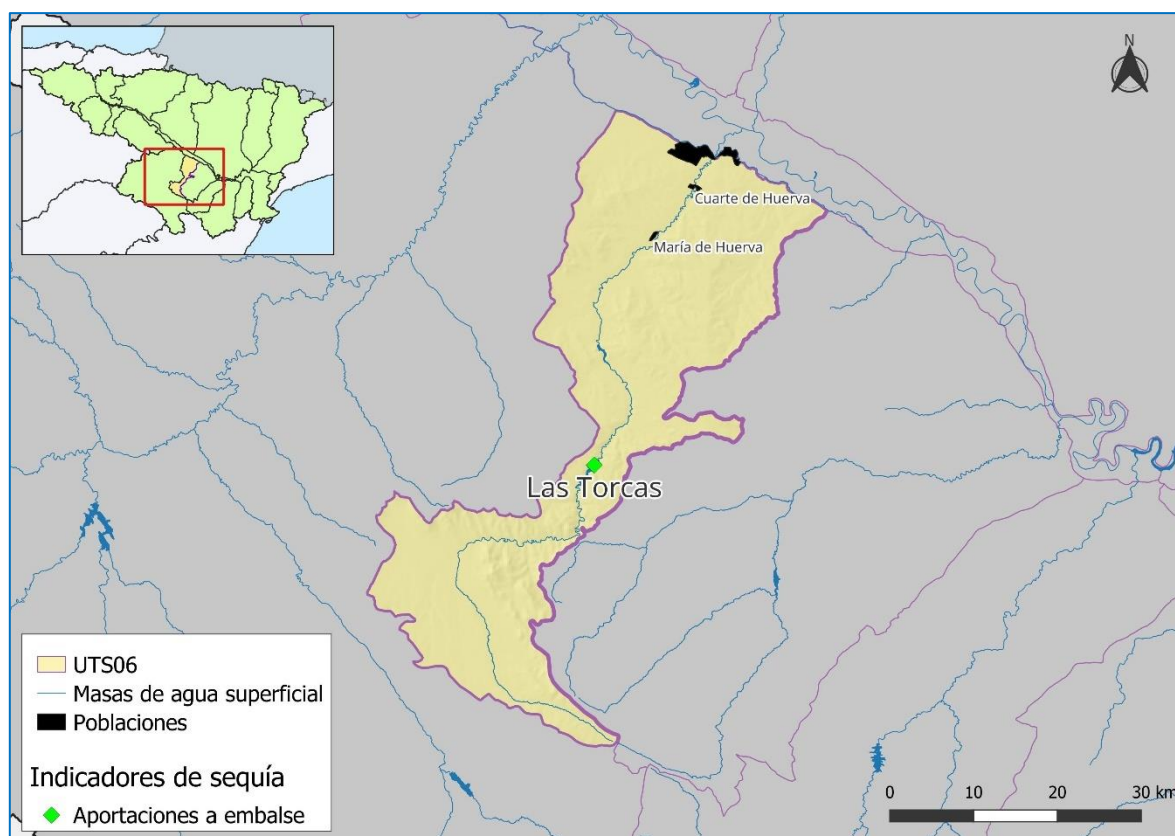 N
Cuarte de Huerva
María de Huerva
Las Torcas
UTS06
Masas de agua superficial
Poblaciones
Indicadores de sequía
Aportaciones a embalse
0 10 20 30 km